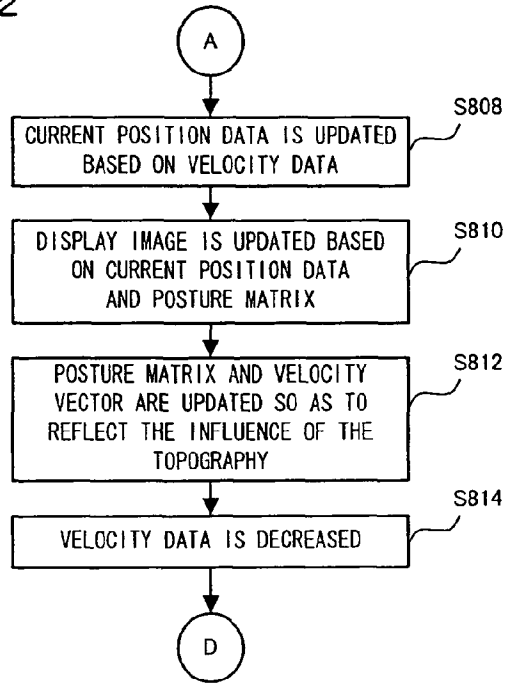 2
A
S808
CURRENT POSITION DATA IS UPDATED
BASED ON VELOCITY DATA
S810
DISPLAY IMAGE IS UPDATED BASED
ON CURRENT POSITION DATA
AND POSTURE MATRIX
S812
POSTURE MATRIX AND VELOCITY
VECTOR ARE UPDATED SO AS TO
REFLECT THE INFLUENCE OF THE
TOPOGRAPHY
S814
VELOCITY DATA IS DECREASED
D